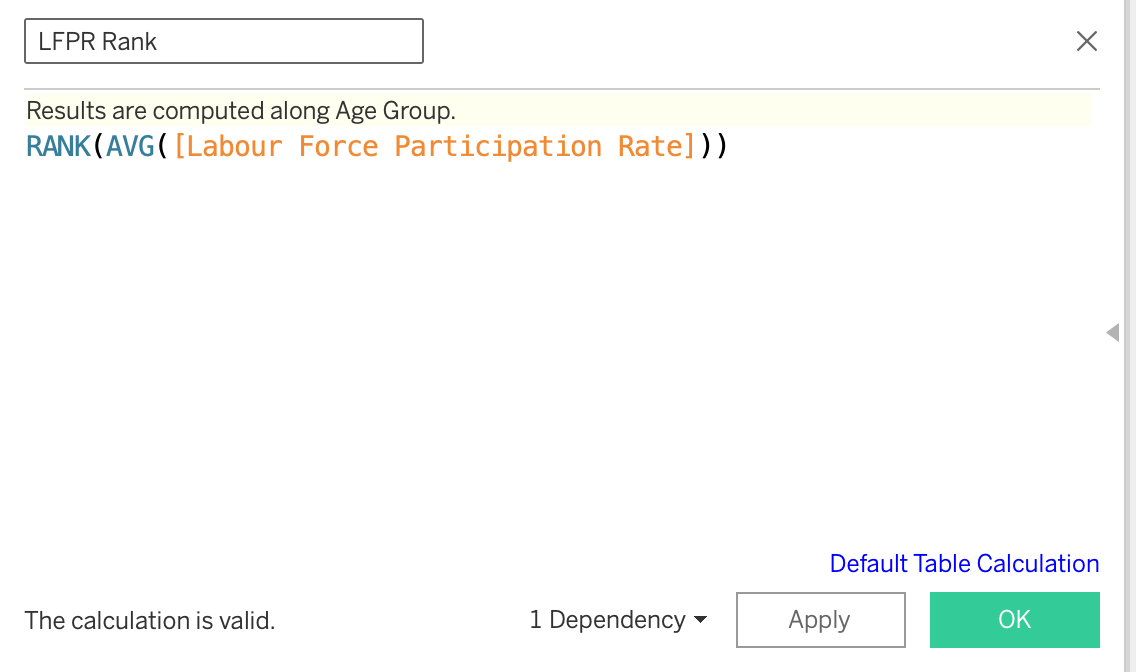 LFPR Rank
Results are computed along Age Group.
RANK(AVG([Labour Force Participation Rate]))
Default Table Calculation
The calculation is valid.
1 Dependency
Apply
OK